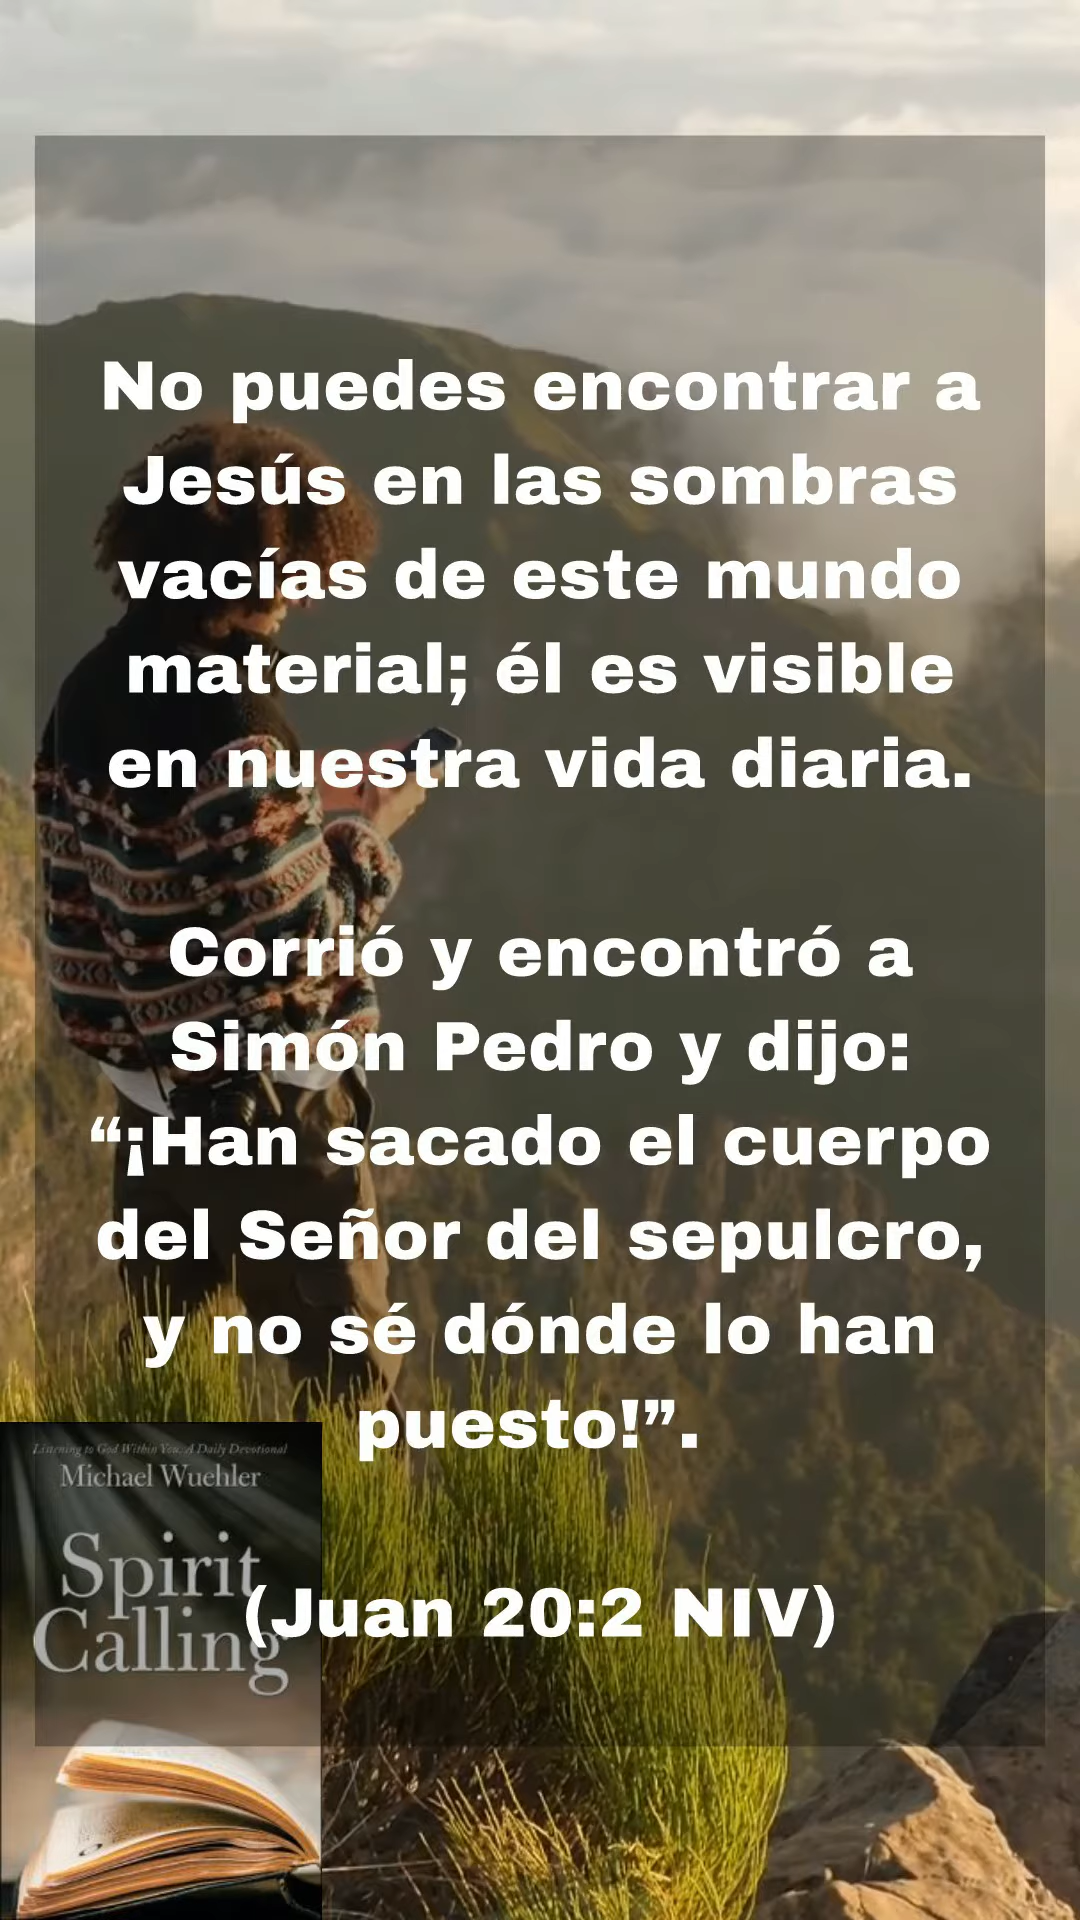 No puedes encontrar a
Jesús en las sombras
vacías de este mundo
material; él es visible
en nuestra vida diaria.
Corrió y encontró a
Simón Pedro y dijo:
“¡Han sacado el cuerpo
del Señor del sepulcro,
y no sé dónde lo han
puesto!”.
(Juan 20:2 NIV)
Listening to God Within You: A Daily Devotional
Michael Wuehler
Spirit
Calling